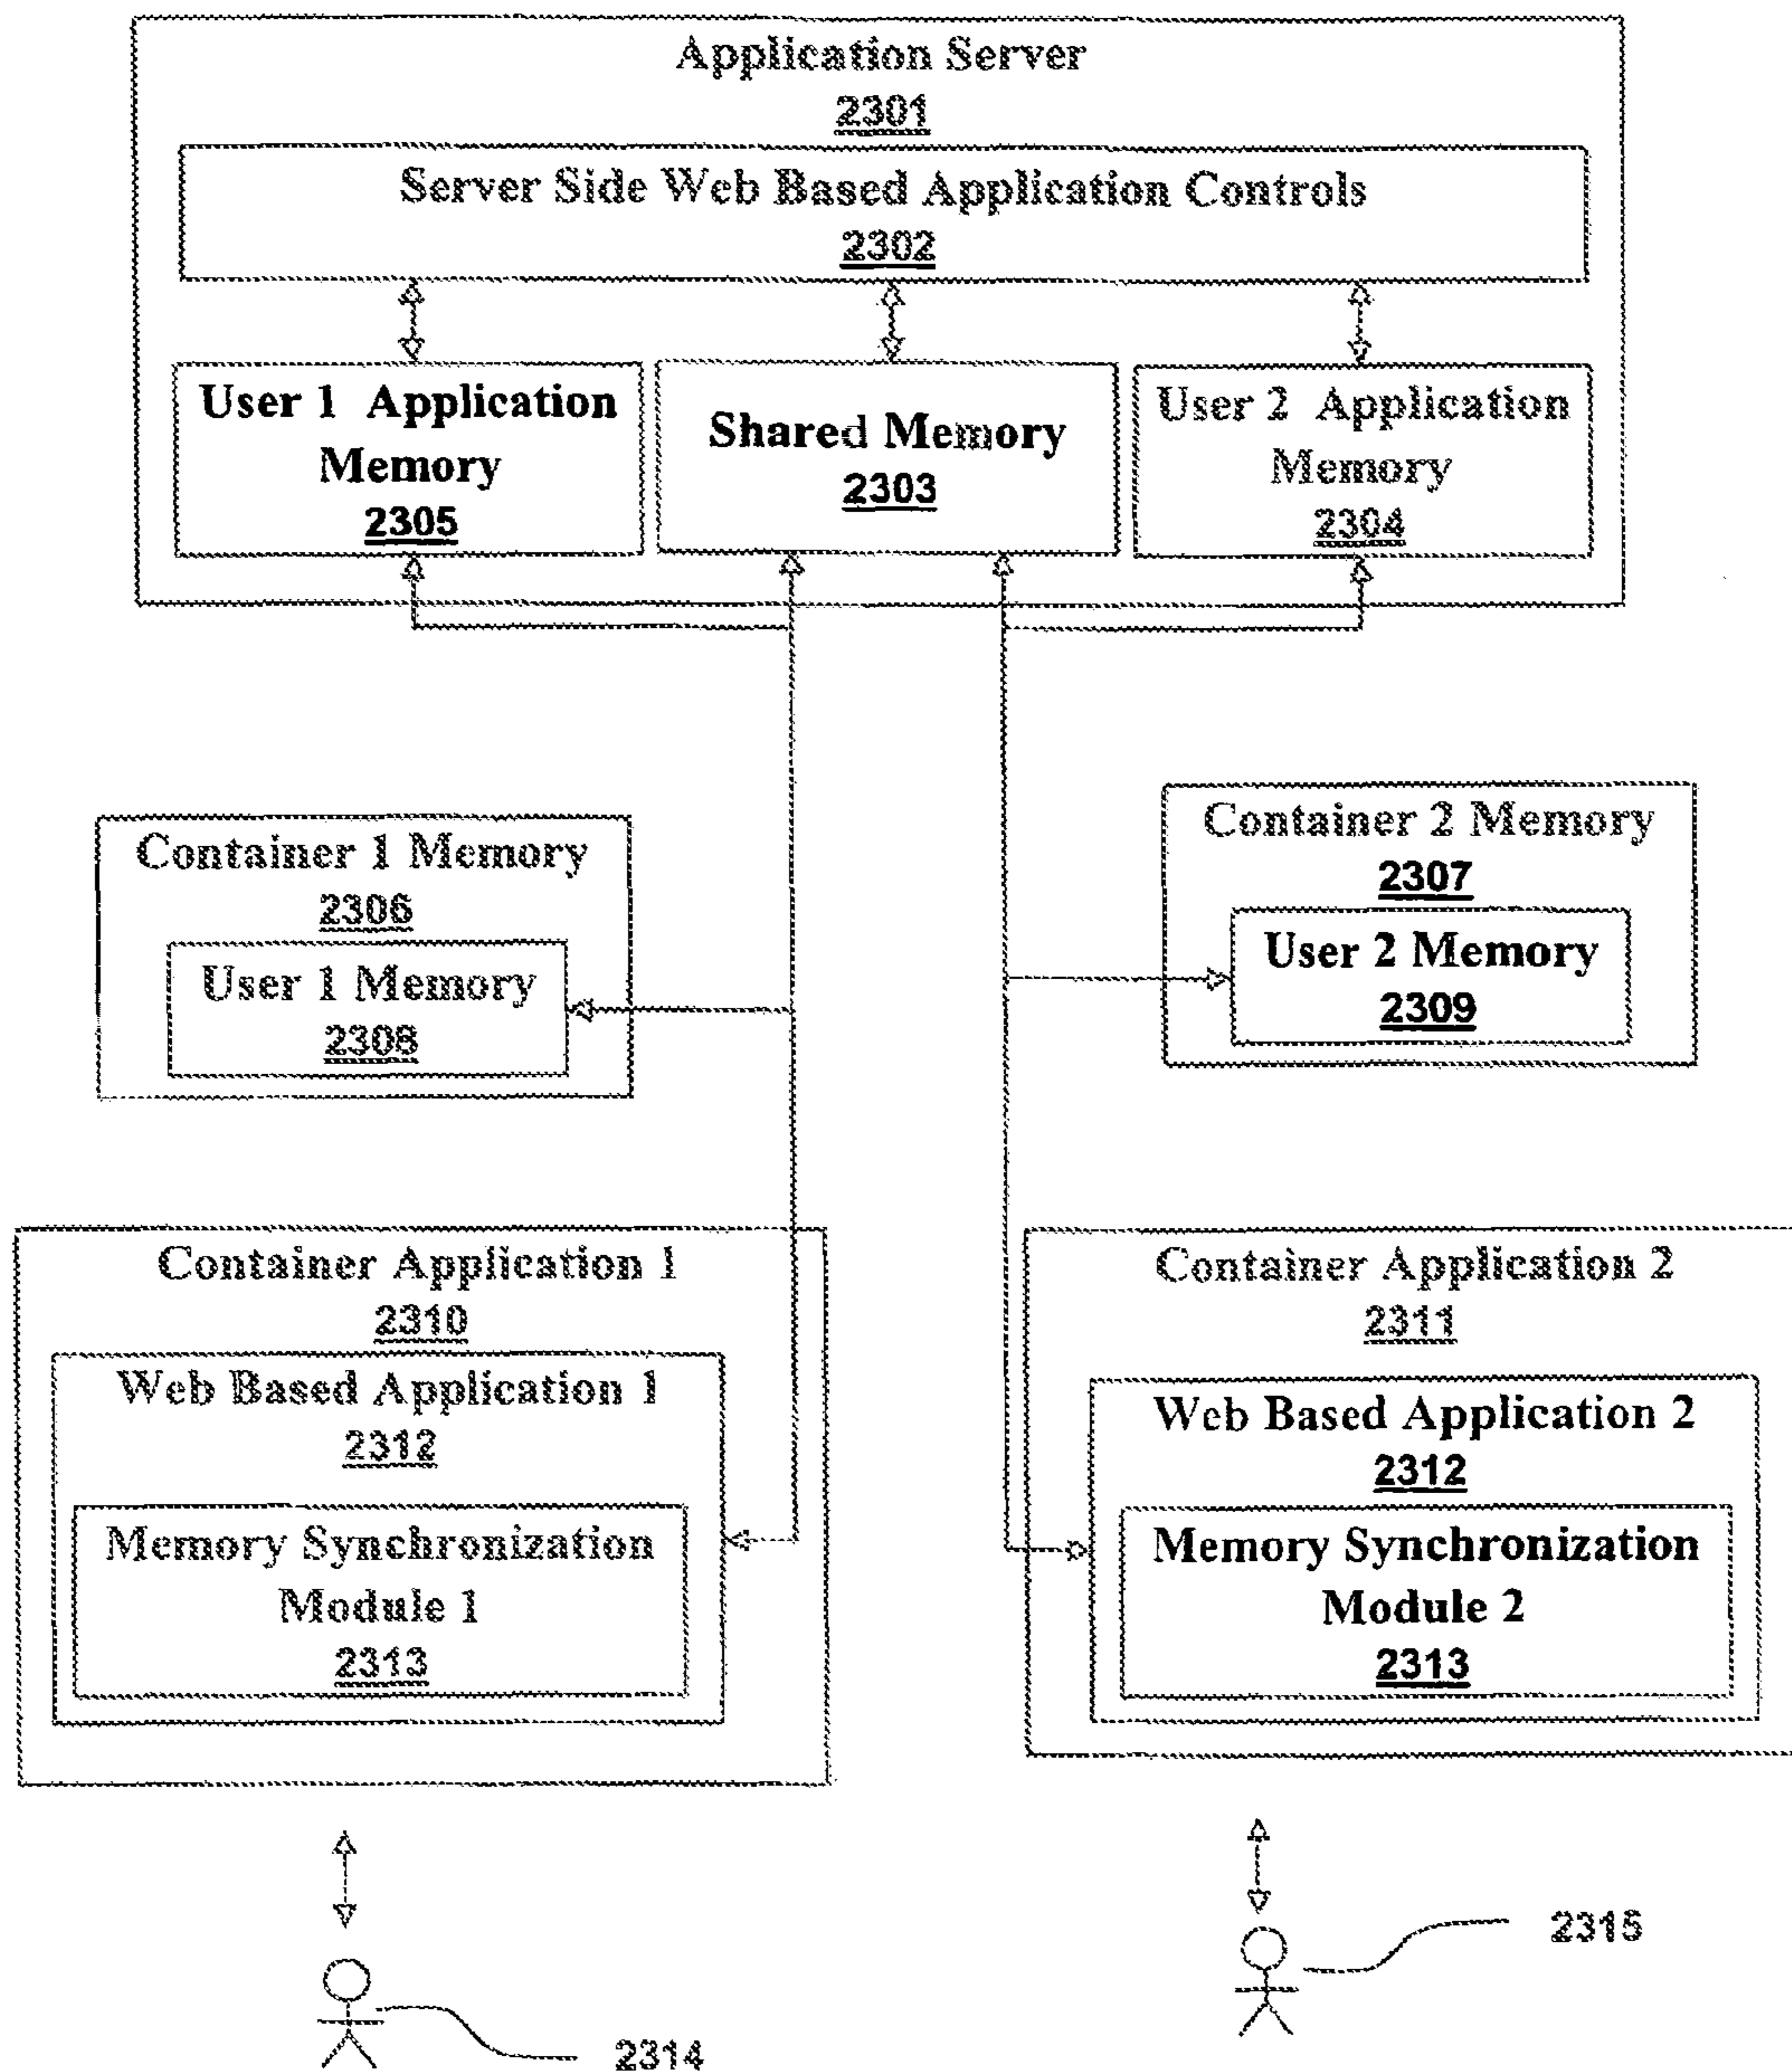 Application Server
2301
Server Side Web Based Application Controls
2302
User 1 Application
Memory
2305
Shared Memory
2303
User 2 Application
Memory
2304
Container 1 Memory
2306
User 1 Memory
2308
Container 2 Memory
2307
User 2 Memory
2309
Container Application 1
2310
Web Based Application 1
2312
Memory Synchronization
Module 1
2313
Container Application 2
2311
Web Based Application 2
2312
Memory Synchronization
Module 2
2313
2314
2315